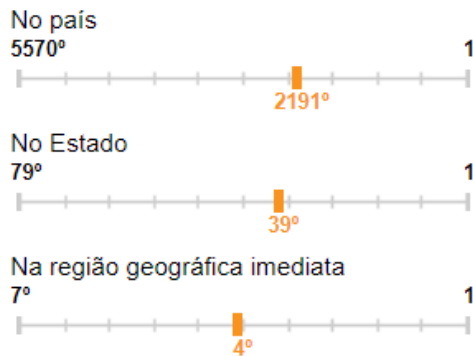 No país
5570º 1
2191º
No Estado
79º 1
39º
Na região geográfica imediata
7º 1
4º